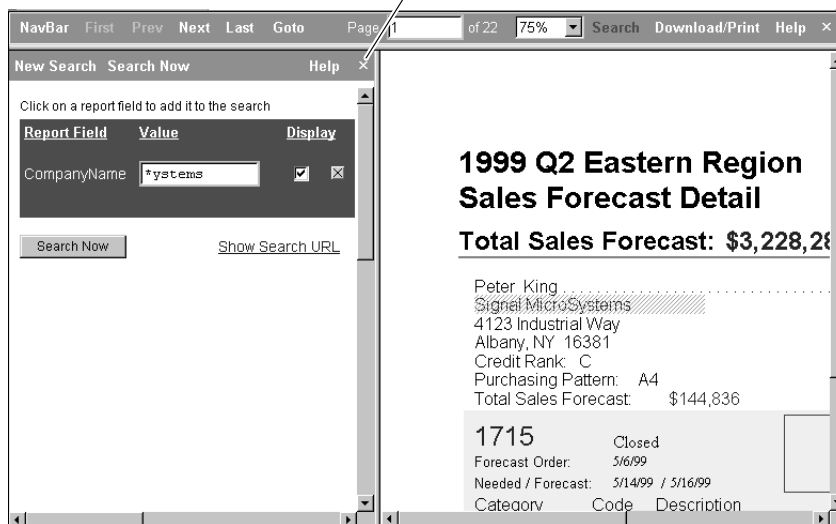 NavBar First Prev Next Last Goto Page 1 of 22 75% Search Download/Print Help ×
New Search Search Now Help ×
Click on a report field to add it to the search
Report Field Value Display
CompanyName *ystems
Search Now Show Search URL
1999 Q2 Eastern Region
Sales Forecast Detail
Total Sales Forecast: $3,228,28
Peter King
Signal MicroSystems
4123 Industrial Way
Albany, NY 16381
Credit Rank: C
Purchasing Pattern: A4
Total Sales Forecast: $144,836
1715 Closed
Forecast Order: 5/6/99
Needed / Forecast: 5/14/99 / 5/16/99
Category Code Description